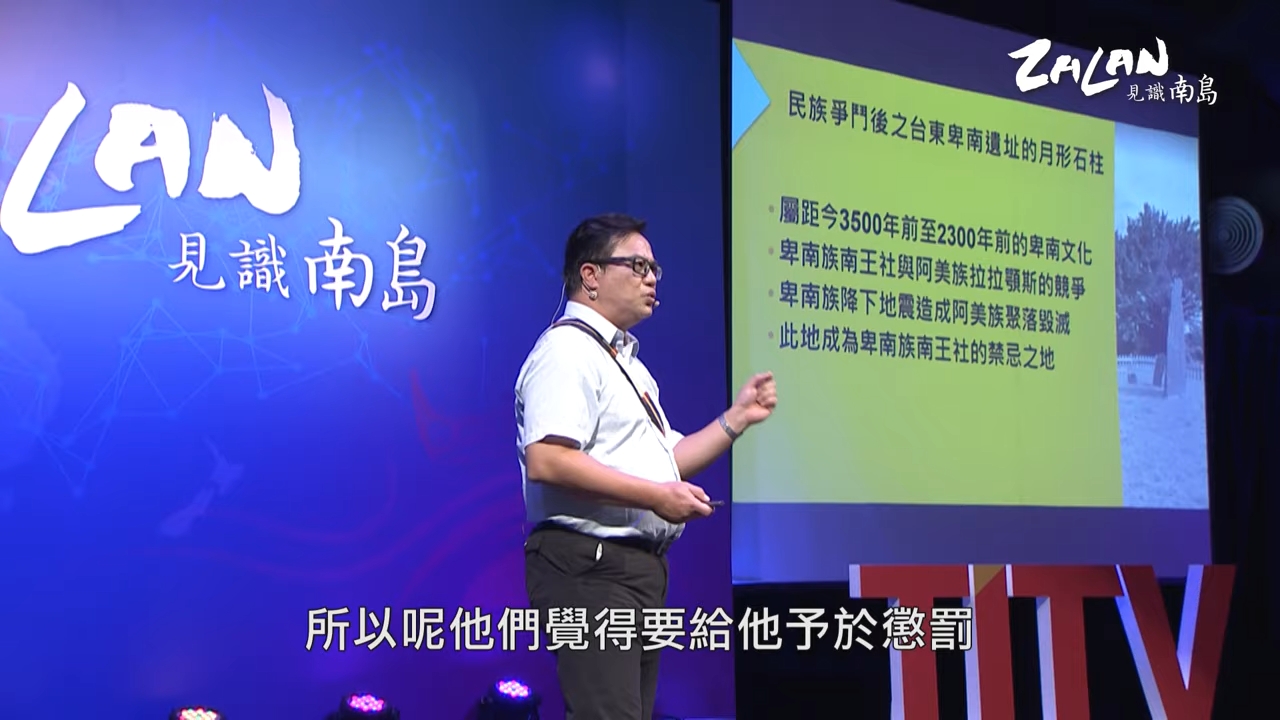 ZALAN
見識南島
LAN
見識南島
民族爭鬥後之台東卑南遺址的月形石柱
屬距今3500年前至2300年前的卑南文化
卑南族南王社與阿美族拉拉顎斯的競爭
卑南族降下地震造成阿美族聚落毀滅
此地成為卑南族南王社的禁忌之地
TITV
所以呢他們覺得要給他予於懲罰